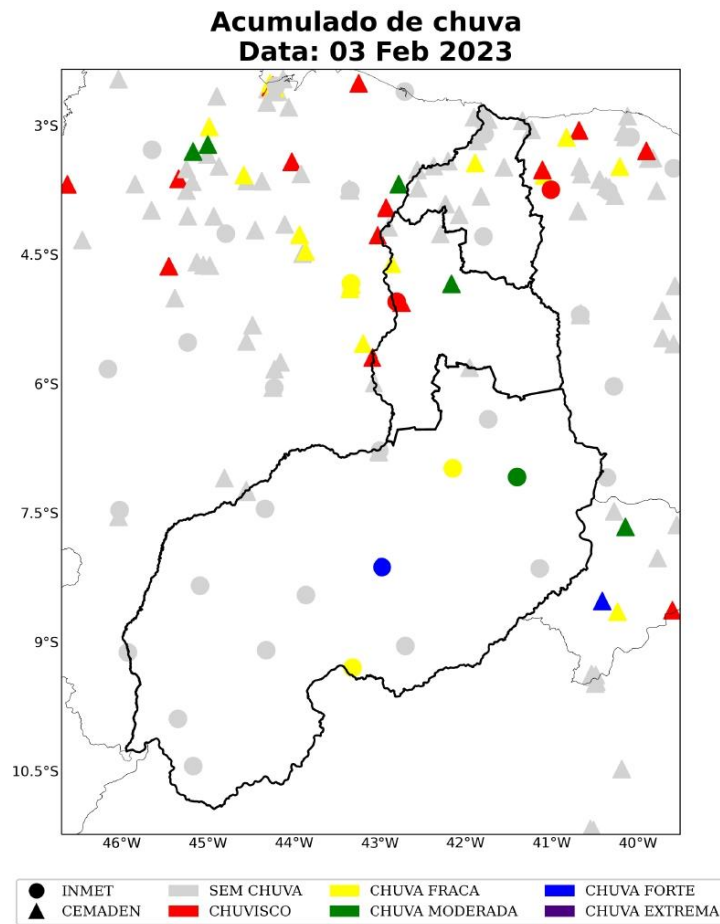 Acumulado de chuva
Data: 03 Feb 2023
3°S
4.5°S
6°S
7.5°S
9°S
10.5°S
46°W 45°W 44°W 43°W 42°W 41°W 40°W
INMET SEM CHUVA CHUVA FRACA CHUVA FORTE
CEMADEN CHUVISCO CHUVA MODERADA CHUVA EXTREMA